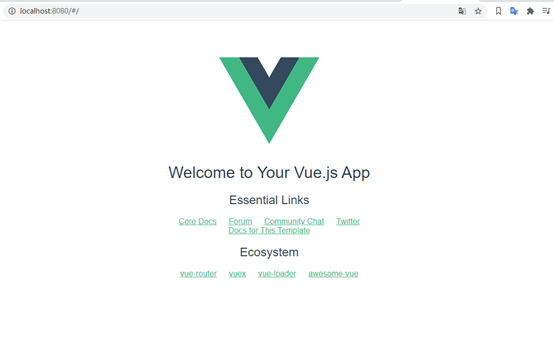 localhost:8080/#/
Welcome to Your Vue.js App
Essential Links
Core Docs Forum Community Chat Twitter
Docs for This Template
Ecosystem
vue-router vuex vue-loader awesome-vue